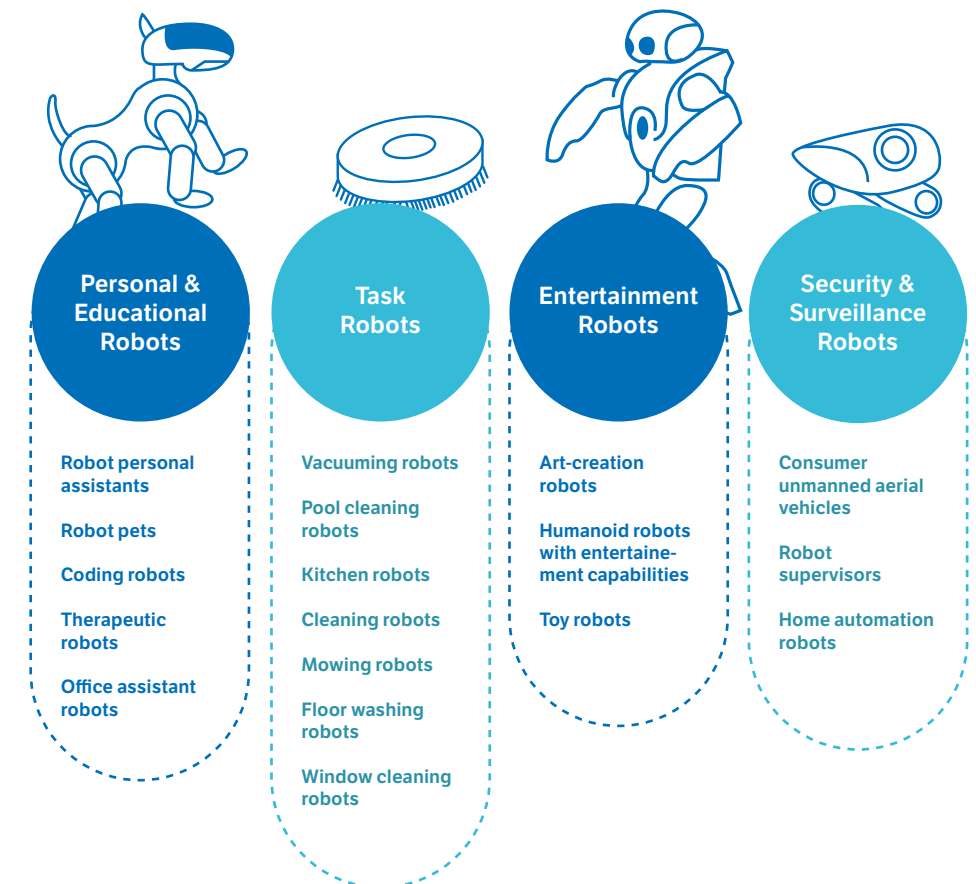 Personal &
Educational
Robots
Robot personal
assistants
Robot pets
Coding robots
Therapeutic
robots
Office assistant
robots
Task
Robots
Vacuuming robots
Pool cleaning
robots
Kitchen robots
Cleaning robots
Mowing robots
Floor washing
robots
Window cleaning
robots
Entertainment
Robots
Art-creation
robots
Humanoid robots
with entertaine-
ment capabilities
Toy robots
Security &
Surveillance
Robots
Consumer
unmanned aerial
vehicles
Robot
supervisors
Home automation
robots